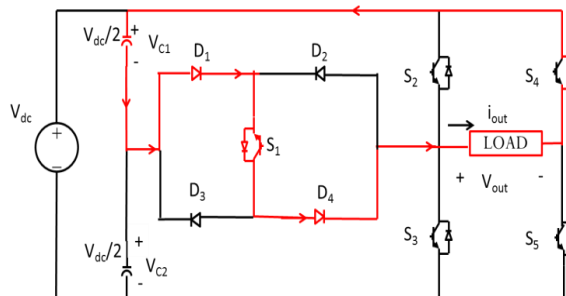 Vdc/2
+
-
VC1
D1
D2
S2
S4
Vdc
+
-
S1
iout
LOAD
+
Vout
-
D3
D4
S3
S5
Vdc/2
+
-
VC2